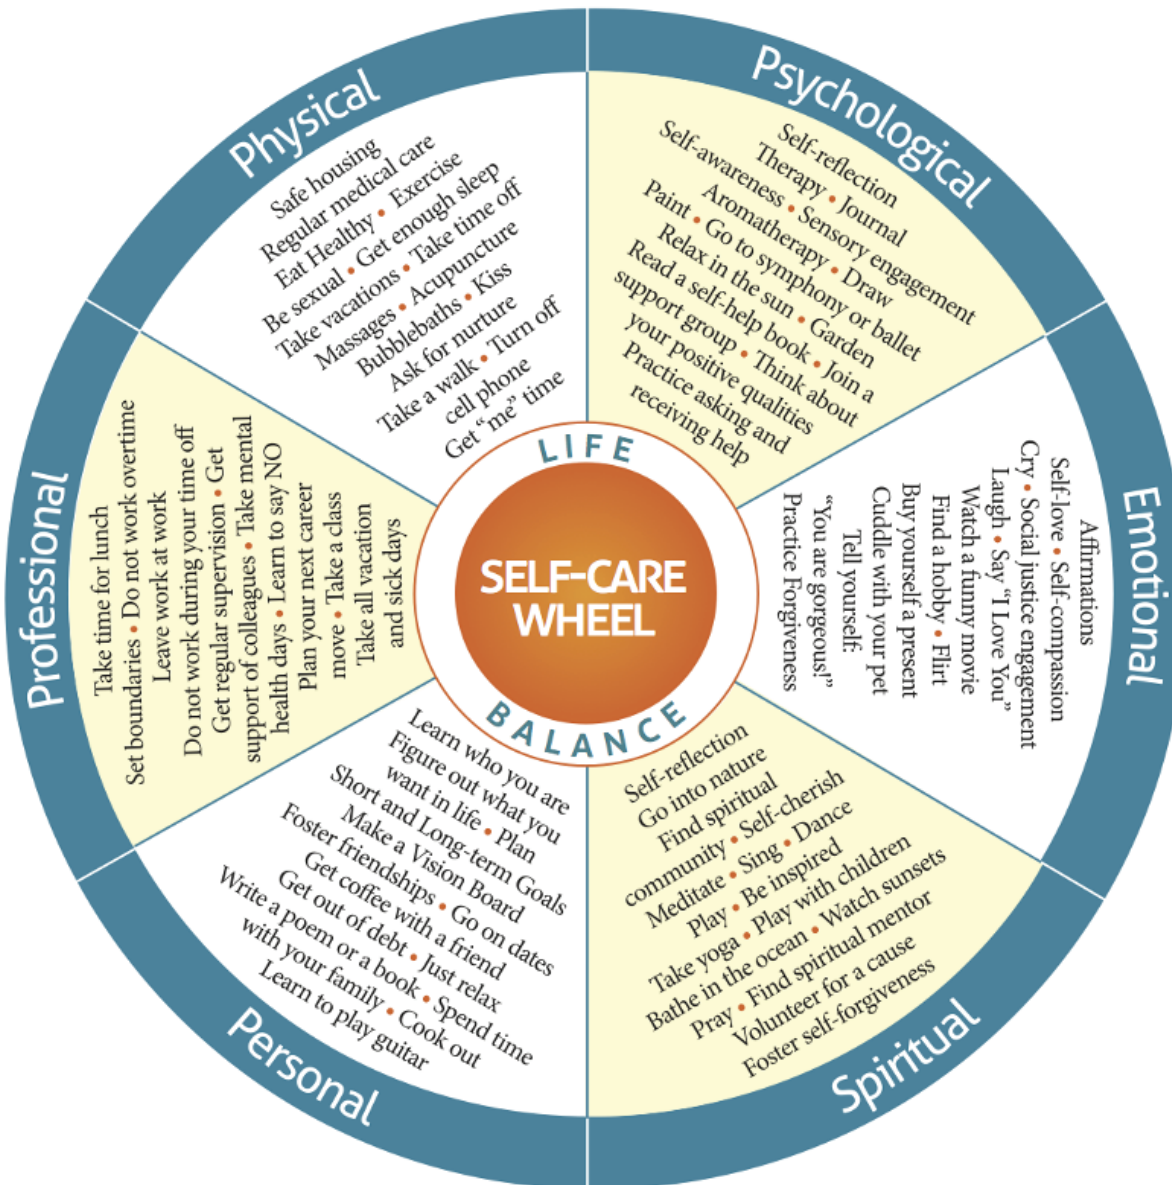 Physical
Safe housing
Regular medical care
Eat Healthy • Exercise
Be sexual • Get enough sleep
Take vacations • Take time off
Massages • Acupuncture
Bubblebaths • Kiss
Ask for nurture
Take a walk • Turn off
cell phone
Get “me” time
Psychological
Self-reflection
Therapy • Journal
Self-awareness • Sensory engagement
Aromatherapy • Draw
Paint • Go to symphony or ballet
Relax in the sun • Garden
Read a self-help book • Join a
support group • Think about
your positive qualities
Practice asking and
receiving help
Emotional
Affirmations
Self-love • Self-compassion
Cry • Social justice engagement
Laugh • Say “I Love You”
Watch a funny movie
Find a hobby • Flirt
Buy yourself a present
Cuddle with your pet
Tell yourself:
“You are gorgeous!”
Practice Forgiveness
Spiritual
Self-reflection
Go into nature
Find spiritual
community • Self-cherish
Meditate • Sing • Dance
Play • Be inspired
Take yoga • Play with children
Bathe in the ocean • Watch sunsets
Pray • Find spiritual mentor
Volunteer for a cause
Foster self-forgiveness
Personal
Learn who you are
Figure out what you
want in life • Plan
Short and Long-term Goals
Make a Vision Board
Foster friendships • Go on dates
Get coffee with a friend
Get out of debt • Just relax
Write a poem or a book • Spend time
with your family • Cook out
Learn to play guitar
Professional
Take time for lunch
Set boundaries • Do not work overtime
Leave work at work
Do not work during your time off
Get regular supervision • Get
support of colleagues • Take mental
health days • Learn to say NO
Plan your next career
move • Take a class
Take all vacation
and sick days
LIFE
SELF-CARE
WHEEL
BALANCE